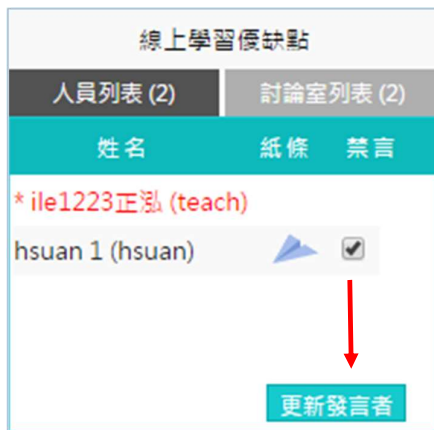 線上學習優缺點
人員列表 (2) 討論室列表 (2)
姓名 紙條 禁言
* ile1223正泓 (teach)
hsuan 1 (hsuan)
更新發言者